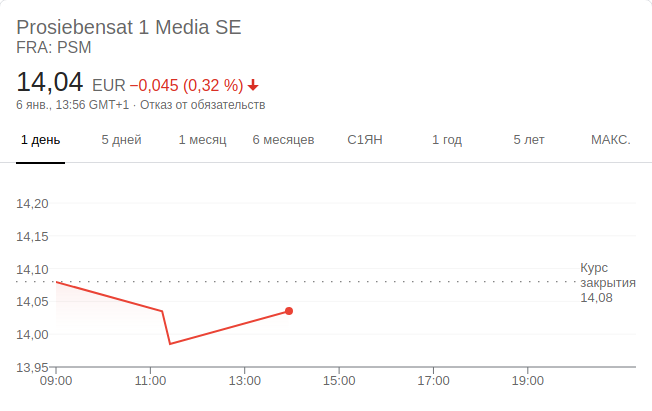 Prosiebensat 1 Media SE
FRA: PSM
14,04 EUR −0,045 (0,32 %)
6 янв., 13:56 GMT+1 · Отказ от обязательств
1 день 5 дней 1 месяц 6 месяцев С1ЯН 1 год 5 лет МАКС.
14,20
14,15
14,10
14,05
14,00
13,95
Курс
закрытия
14,08
09:00 11:00 13:00 15:00 17:00 19:00